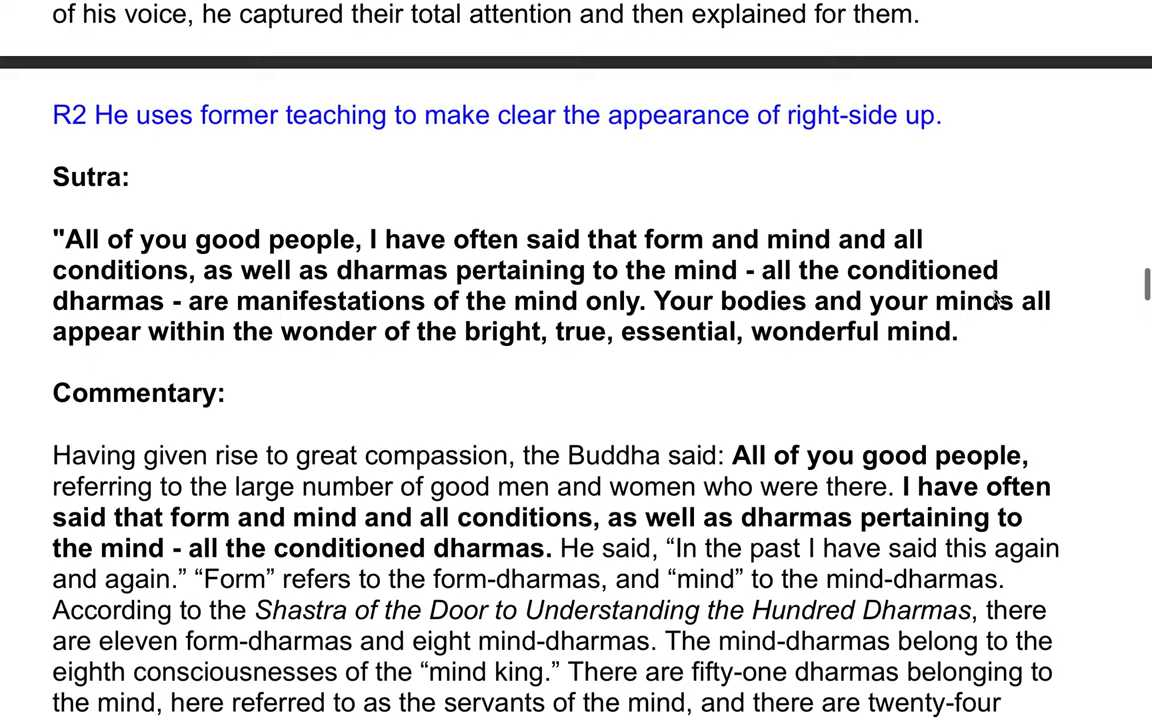 of his voice, he captured their total attention and then explained for them.
R2 He uses former teaching to make clear the appearance of right-side up.
Sutra:
"All of you good people, I have often said that form and mind and all
conditions, as well as dharmas pertaining to the mind - all the conditioned
dharmas - are manifestations of the mind only. Your bodies and your minds all
appear within the wonder of the bright, true, essential, wonderful mind.
Commentary:
Having given rise to great compassion, the Buddha said: All of you good people,
referring to the large number of good men and women who were there. I have often
said that form and mind and all conditions, as well as dharmas pertaining to
the mind - all the conditioned dharmas. He said, “In the past I have said this again
and again.” “Form” refers to the form-dharmas, and “mind” to the mind-dharmas.
According to the Shastra of the Door to Understanding the Hundred Dharmas, there
are eleven form-dharmas and eight mind-dharmas. The mind-dharmas belong to the
eighth consciousnesses of the “mind king.” There are fifty-one dharmas belonging to
the mind, here referred to as the servants of the mind, and there are twenty-four